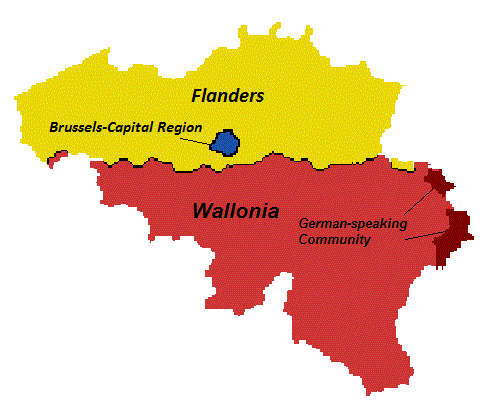 Flanders
Brussels-Capital Region
Wallonia
German-speaking
Community